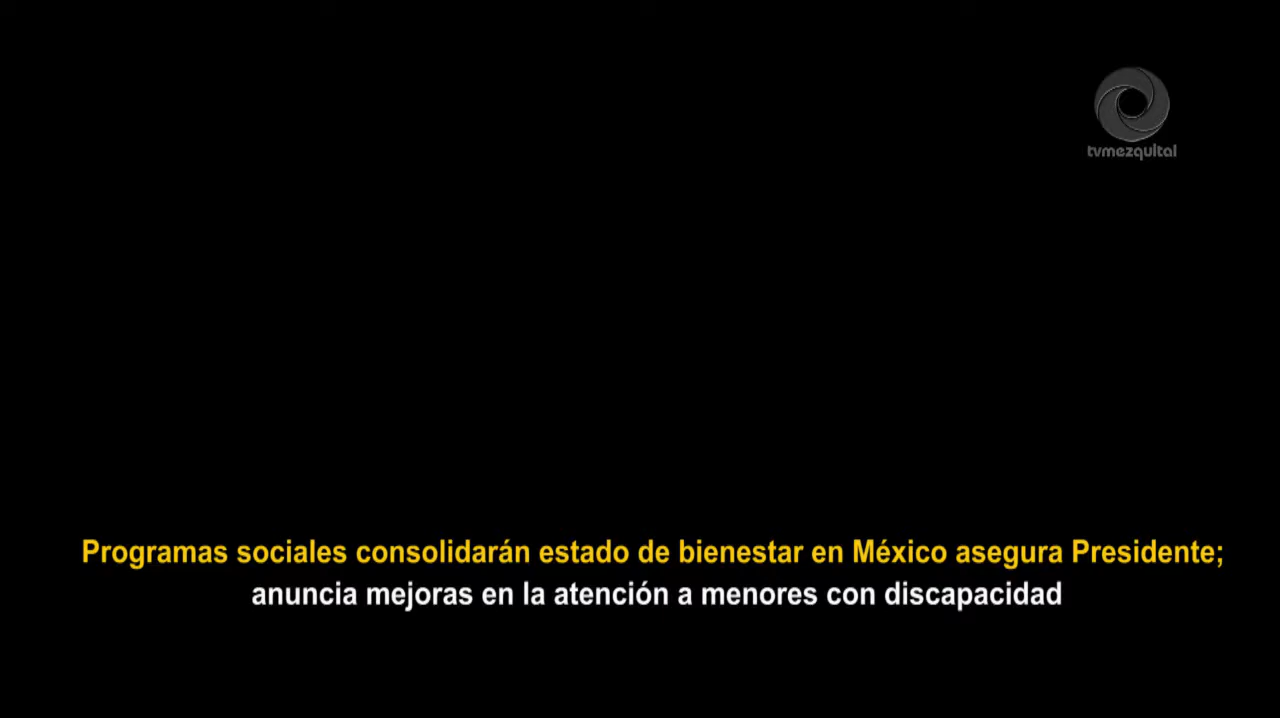 tvmezquital
Programas sociales consolidarán estado de bienestar en México asegura Presidente;
anuncia mejoras en la atención a menores con discapacidad